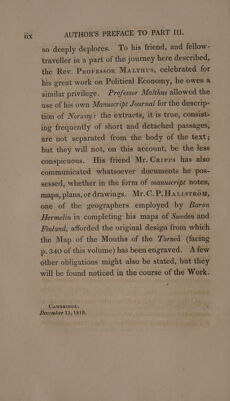 iix AUTHOR'S PREFACE TO PART III.
so deeply deplores. To his friend, and fellow-
traveller in a part of the journey here described,
the Rev. PROFESSOR MALTHUS, celebrated for
his great work on Political Economy, he owes a
similar privilege. Professor Malthus allowed the
use of his own Manuscript Journal for the descrip-
tion of Norway: the extracts, it is true, consist-
ing frequently of short and detached passages,
are not separated from the body of the text;
but they will not, on this account, be the less
conspicuous. His friend Mr. CRIPPS has also
communicated whatsoever documents he pos-
sessed, whether in the form of manuscript notes,
maps, plans, or drawings. Mr. C. P. HALLSTRÖM,
one of the geographers employed by Baron
Hermelin in completing his maps of Sweden and
Finland, afforded the original design from which
the Map of the Mouths of the Torneå (facing
p. 340 of this volume) has been engraved. A few
other obligations might also be stated, but they
will be found noticed in the course of the Work.
CAMBRIDGE,
December 15, 1818.